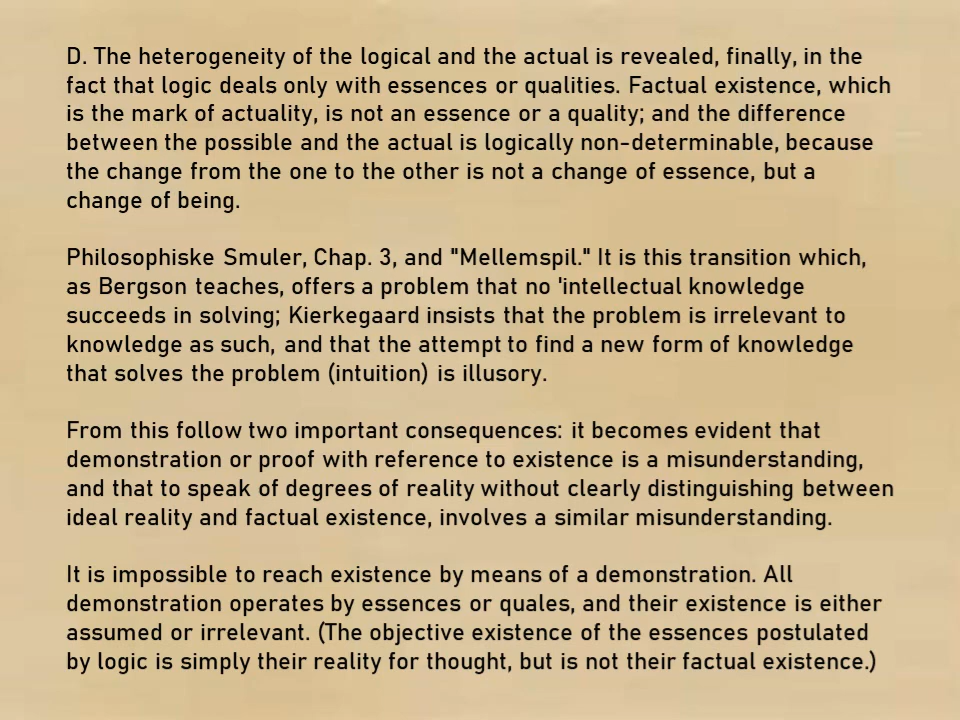 D. The heterogeneity of the logical and the actual is revealed, finally, in the
fact that logic deals only with essences or qualities. Factual existence, which
is the mark of actuality, is not an essence or a quality; and the difference
between the possible and the actual is logically non-determinable, because
the change from the one to the other is not a change of essence, but a
change of being.
Philosophiske Smuler, Chap. 3, and "Mellemspil." It is this transition which,
as Bergson teaches, offers a problem that no 'intellectual knowledge
succeeds in solving; Kierkegaard insists that the problem is irrelevant to
knowledge as such, and that the attempt to find a new form of knowledge
that solves the problem (intuition) is illusory.
From this follow two important consequences: it becomes evident that
demonstration or proof with reference to existence is a misunderstanding,
and that to speak of degrees of reality without clearly distinguishing between
ideal reality and factual existence, involves a similar misunderstanding.
It is impossible to reach existence by means of a demonstration. All
demonstration operates by essences or quales, and their existence is either
assumed or irrelevant. (The objective existence of the essences postulated
by logic is simply their reality for thought, but is not their factual existence.)